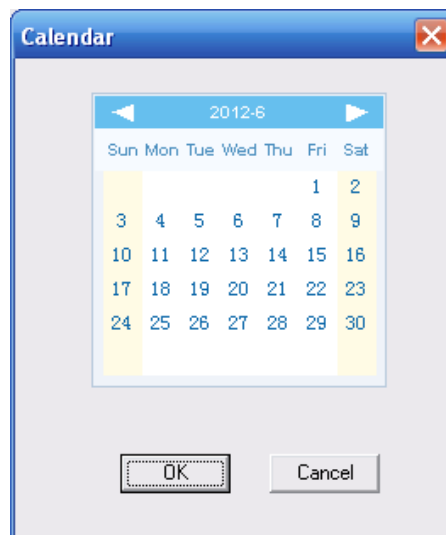 Calendar
2012-6
Sun Mon Tue Wed Thu Fri Sat
1 2
3 4 5 6 7 8 9
10 11 12 13 14 15 16
17 18 19 20 21 22 23
24 25 26 27 28 29 30
OK Cancel